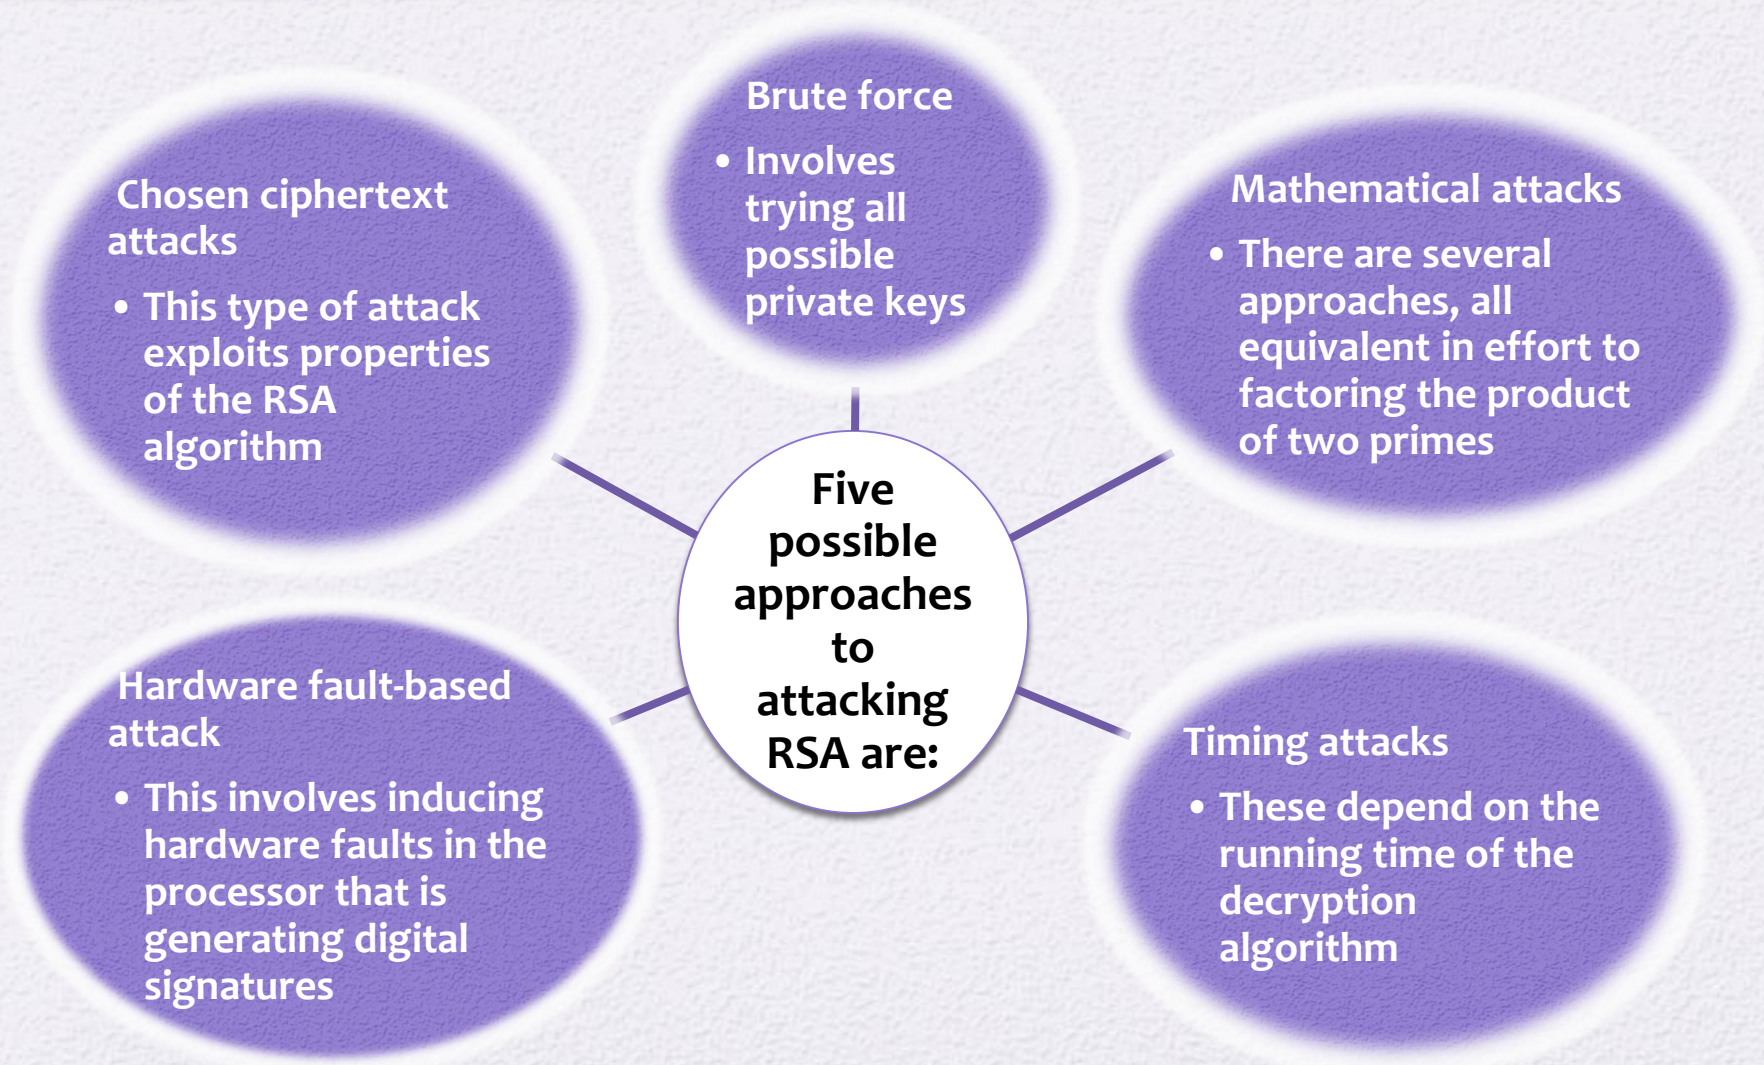 Brute force
• Involves
trying all
possible
private keys
Mathematical attacks
• There are several
approaches, all
equivalent in effort to
factoring the product
of two primes
Timing attacks
• These depend on the
running time of the
decryption
algorithm
Hardware fault-based
attack
• This involves inducing
hardware faults in the
processor that is
generating digital
signatures
Chosen ciphertext
attacks
• This type of attack
exploits properties
of the RSA
algorithm
Five
possible
approaches
to
attacking
RSA are: